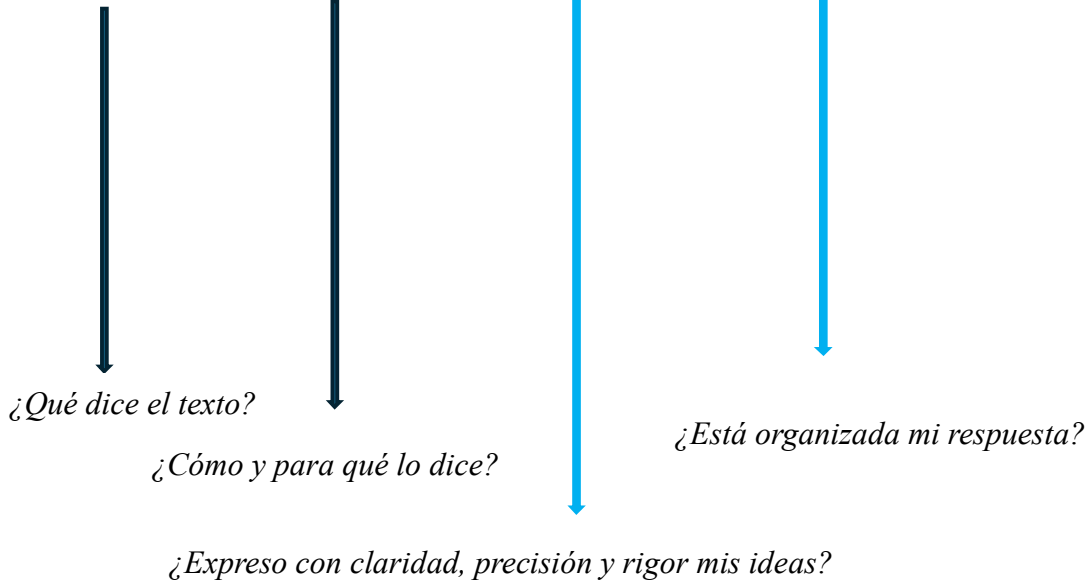 ¿Qué dice el texto?
¿Está organizada mi respuesta?
¿Cómo y para qué lo dice?
¿Expreso con claridad, precisión y rigor mis ideas?